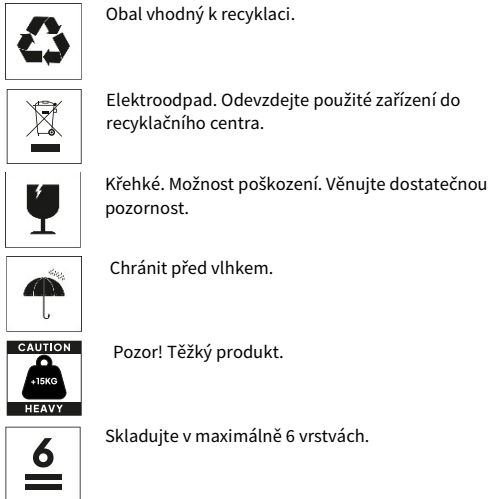 Obal vhodný k recyklaci.
Elektroodpad. Odevzdejte použité zařízení do
recyklačního centra.
Křehké. Možnost poškození. Věnujte dostatečnou
pozornost.
Chránit před vlhkem.
CAUTION
+15KG
HEAVY
Pozor! Těžký produkt.
6
Skladujte v maximálně 6 vrstvách.